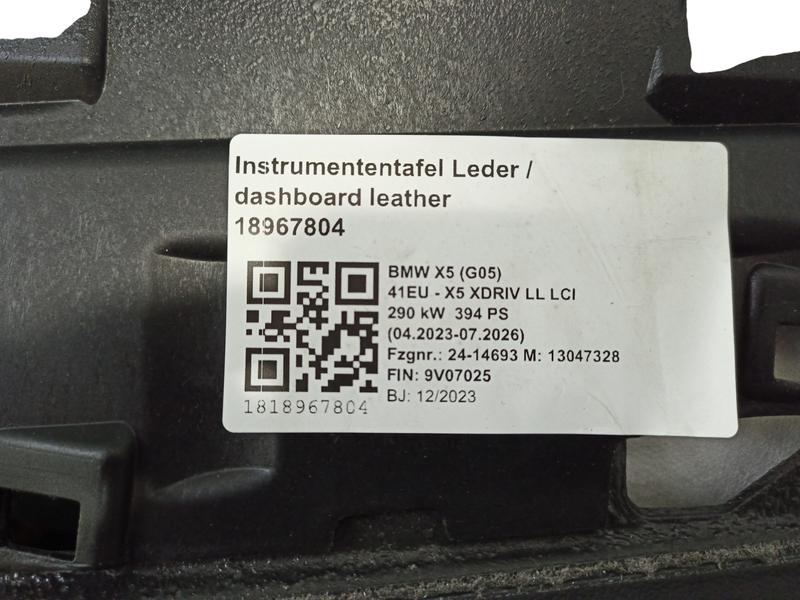 Instrumententafel Leder /
dashboard leather
18967804
BMW X5 (G05)
41EU - X5 XDRIV LL LCI
290 kW 394 PS
(04.2023-07.2026)
Fzgnr.: 24-14693 M: 13047328
FIN: 9V07025
BJ: 12/2023
1818967804